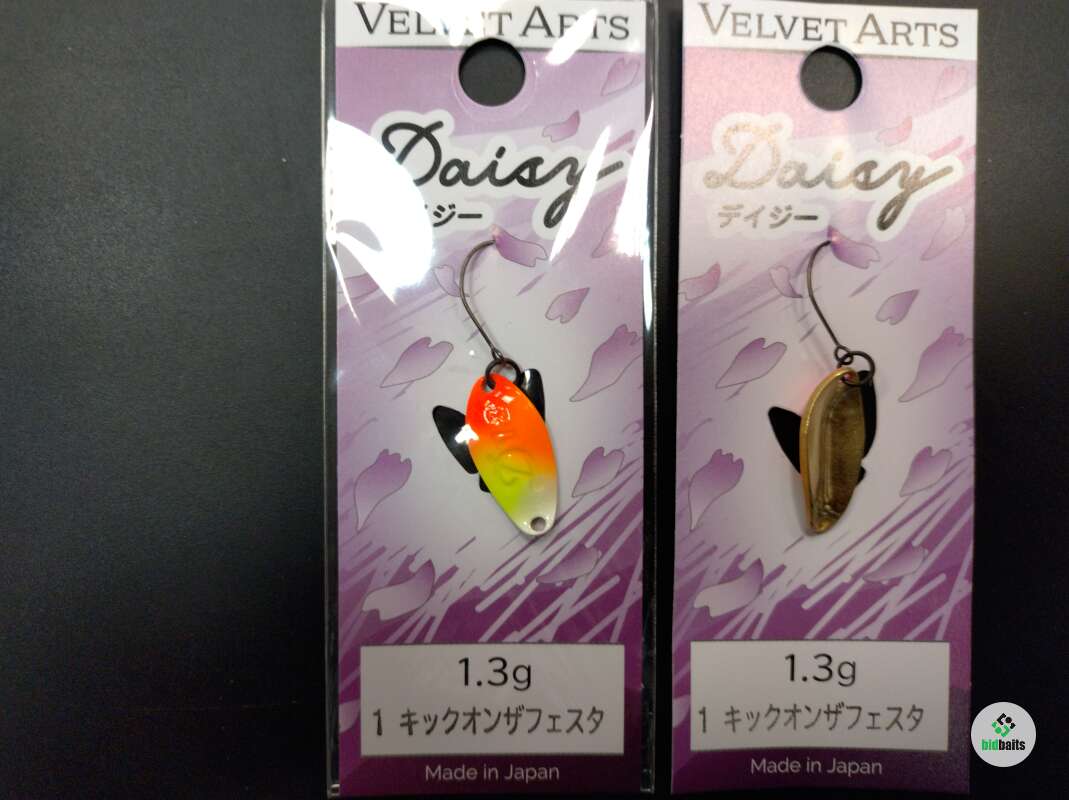 VELVET ARTS
Daisy
ジー
1.3g
1 キックオンザフェスタ
Made in Japan
VELVET ARTS
Daisy
デイジー
1.3g
1 キックオンザフェスタ
Made in Japan
bidbaits